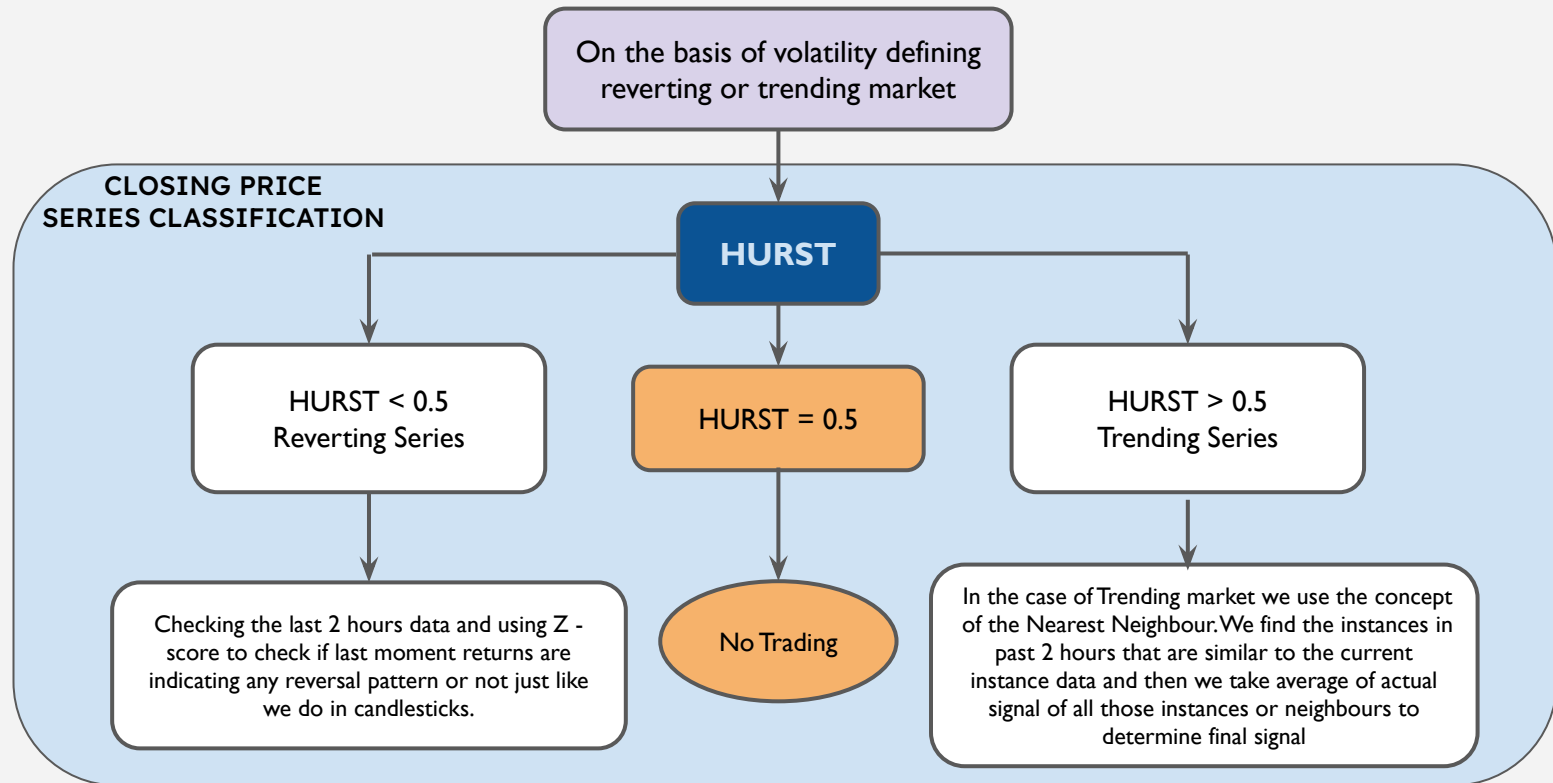 On the basis of volatility defining
reverting or trending market
CLOSING PRICE
SERIES CLASSIFICATION
HURST
HURST < 0.5
Reverting Series
HURST = 0.5
HURST > 0.5
Trending Series
Checking the last 2 hours data and using Z -
score to check if last moment returns are
indicating any reversal pattern or not just like
we do in candlesticks.
No Trading
In the case of Trending market we use the concept
of the Nearest Neighbour. We find the instances in
past 2 hours that are similar to the current
instance data and then we take average of actual
signal of all those instances or neighbours to
determine final signal